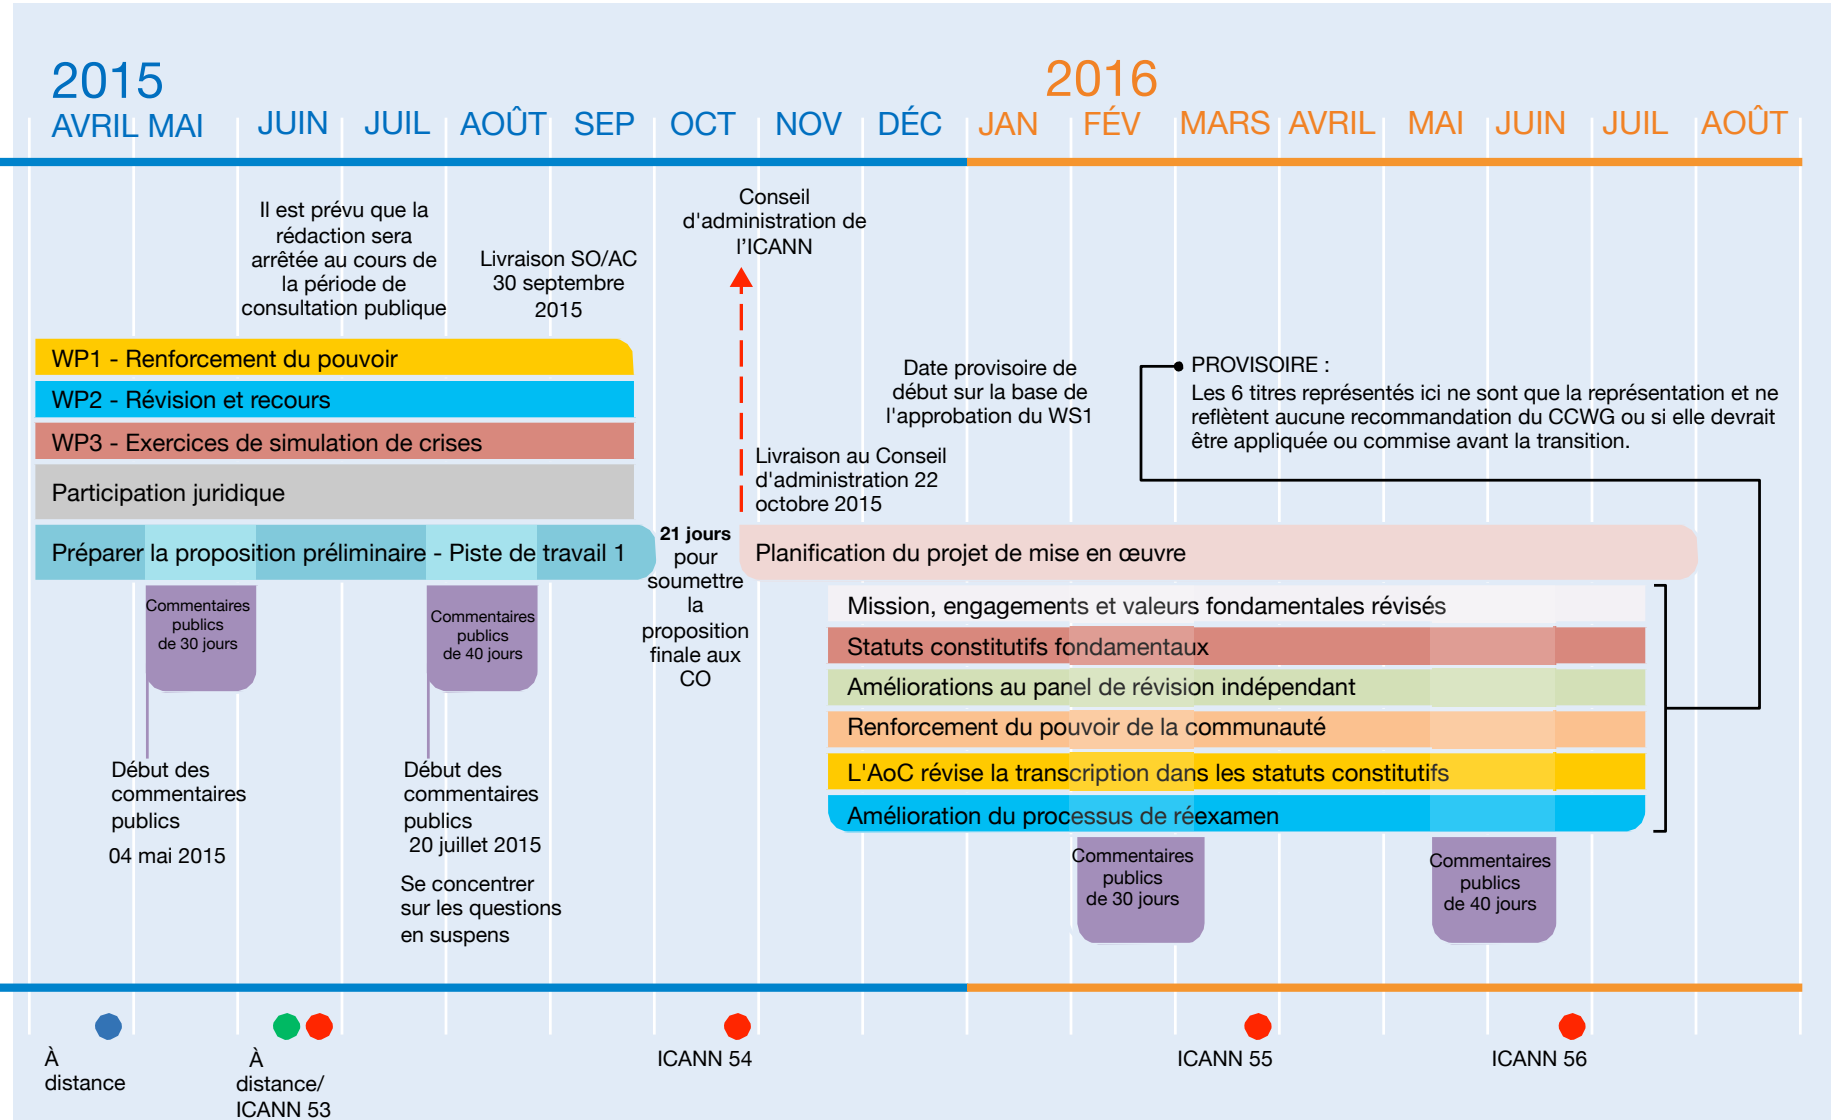 2015
2016
AVRIL MAI JUIN JUIL AOÛT SEP OCT NOV DÉC JAN FÉV MARS AVRIL MAI JUIN JUIL AOÛT
Il est prévu que la
rédaction sera
arrêtée au cours de
la période de
consultation publique
Livraison SO/AC
30 septembre
2015
Conseil
d'administration de
l'ICANN
WP1 - Renforcement du pouvoir
WP2 - Révision et recours
WP3 - Exercices de simulation de crises
Participation juridique
Préparer la proposition préliminaire - Piste de travail 1
Date provisoire de
début sur la base de
l'approbation du WS1
PROVISOIRE :
Les 6 titres représentés ici ne sont que la représentation et ne
reflètent aucune recommandation du CCWG ou si elle devrait
être appliquée ou commise avant la transition.
Livraison au Conseil
d'administration 22
octobre 2015
21 jours
pour
soumettre
la
proposition
finale aux
CO
Planification du projet de mise en œuvre
Mission, engagements et valeurs fondamentales révisés
Statuts constitutifs fondamentaux
Améliorations au panel de révision indépendant
Renforcement du pouvoir de la communauté
L'AoC révise la transcription dans les statuts constitutifs
Amélioration du processus de réexamen
Commentaires
publics
de 30 jours
Commentaires
publics
de 40 jours
Début des
commentaires
publics
04 mai 2015
Début des
commentaires
publics
20 juillet 2015
Se concentrer
sur les questions
en suspens
Commentaires
publics
de 30 jours
Commentaires
publics
de 40 jours
À
distance
À
distance/
ICANN 53
ICANN 54
ICANN 55
ICANN 56